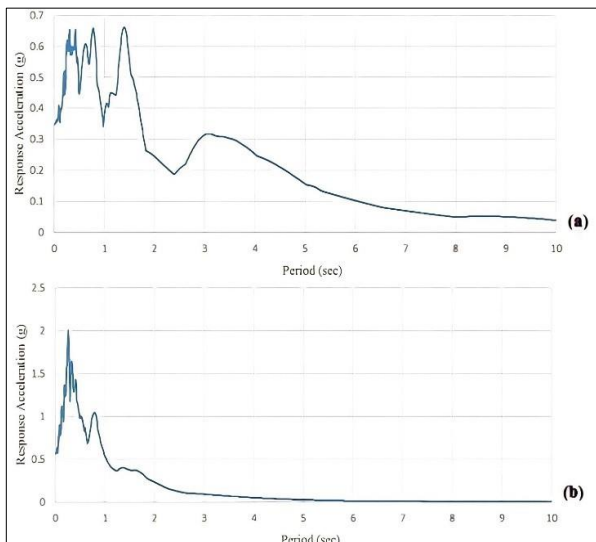 0.7
0.6
0.5
0.4
0.3
0.2
0.1
0
Response Acceleration (g)
0 1 2 3 4 5 6 7 8 9 10
Period (sec)
(a)
2.5
2
1.5
1
0.5
0
Response Acceleration (g)
0 1 2 3 4 5 6 7 8 9 10
Period (sec)
(b)